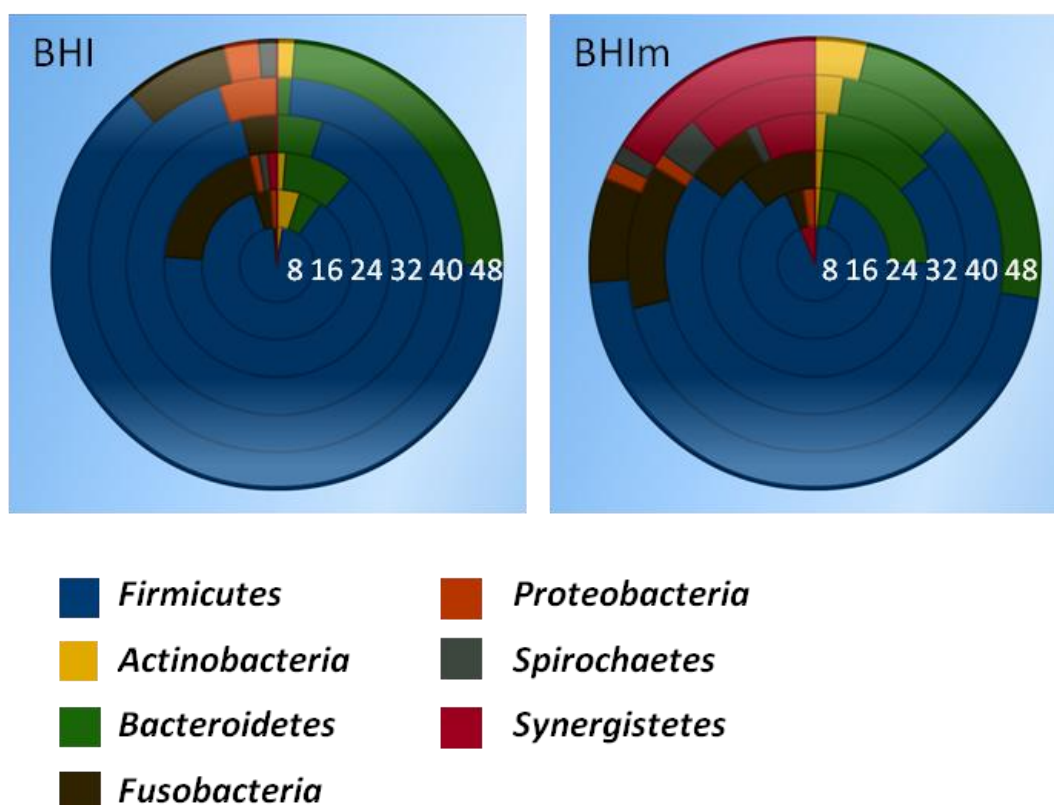 BHI
8 16 24 32 40 48
BHIm
8 16 24 32 40 48
Firmicutes
Actinobacteria
Bacteroidetes
Fusobacteria
Proteobacteria
Spirochaetes
Synergistetes